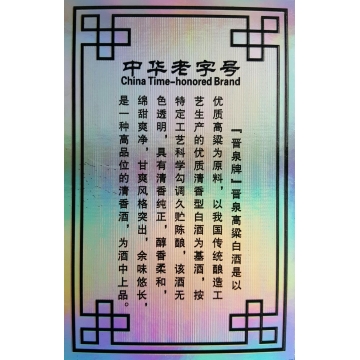 中华老字号
China Time-honored Brand
『晋泉牌』晋泉高粱白酒是以
优质高粱为原料，以我国传统酿造工
艺生产的优质清香型白酒为基酒，按
特定工艺科学勾调久贮陈酿，该酒无
色透明，具有清香纯正，醇香柔和，
绵甜爽净，甘爽风格突出，余味悠长，
是一种高品位的清香酒，为酒中上品。